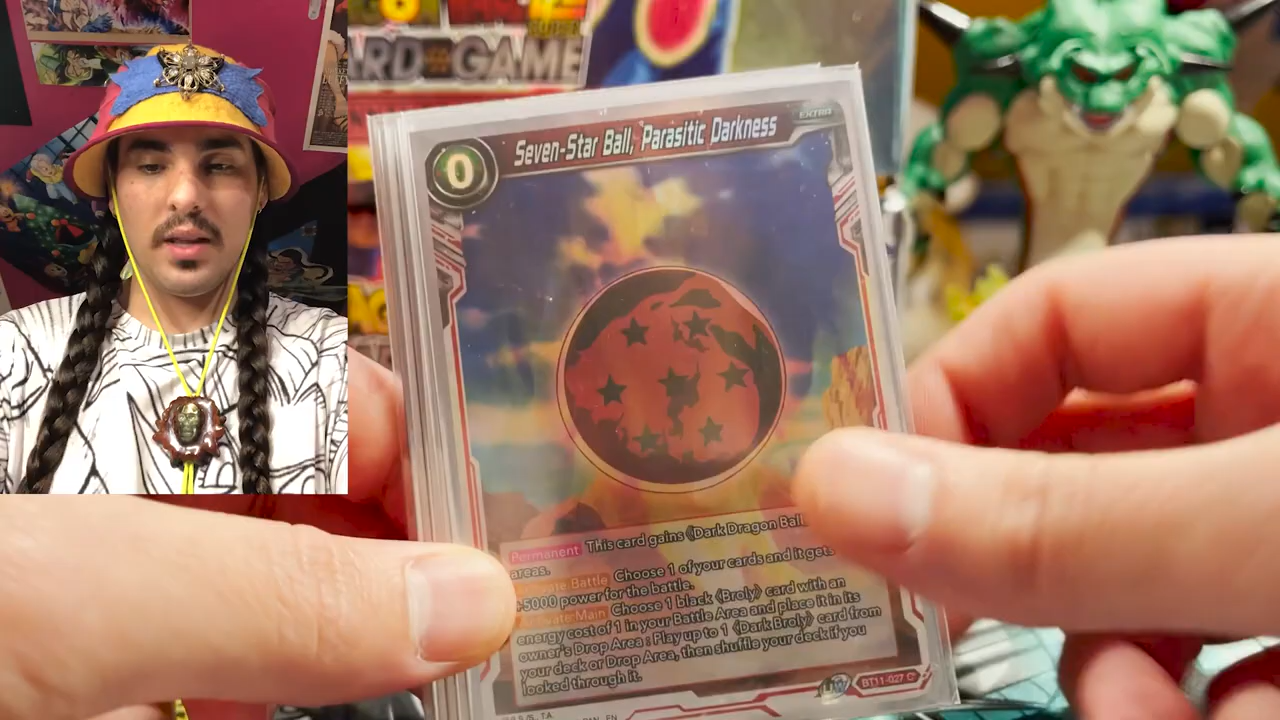 CARD GAME
EXTRA
0
Seven-Star Ball, Parasitic Darkness
Permanent This card gains 《Dark Dragon Ball
areas.
Battle Choose 1 of your cards and it gets
+5000 power for the battle.
Activate Main Choose 1 black 《Broly》 card with an
energy cost of 1 in your Battle Area and place it in its
owner's Drop Area : Play up to 1 《Dark Broly》 card from
your deck or Drop Area, then shuffle your deck if you
looked through it.
BT11-027 C